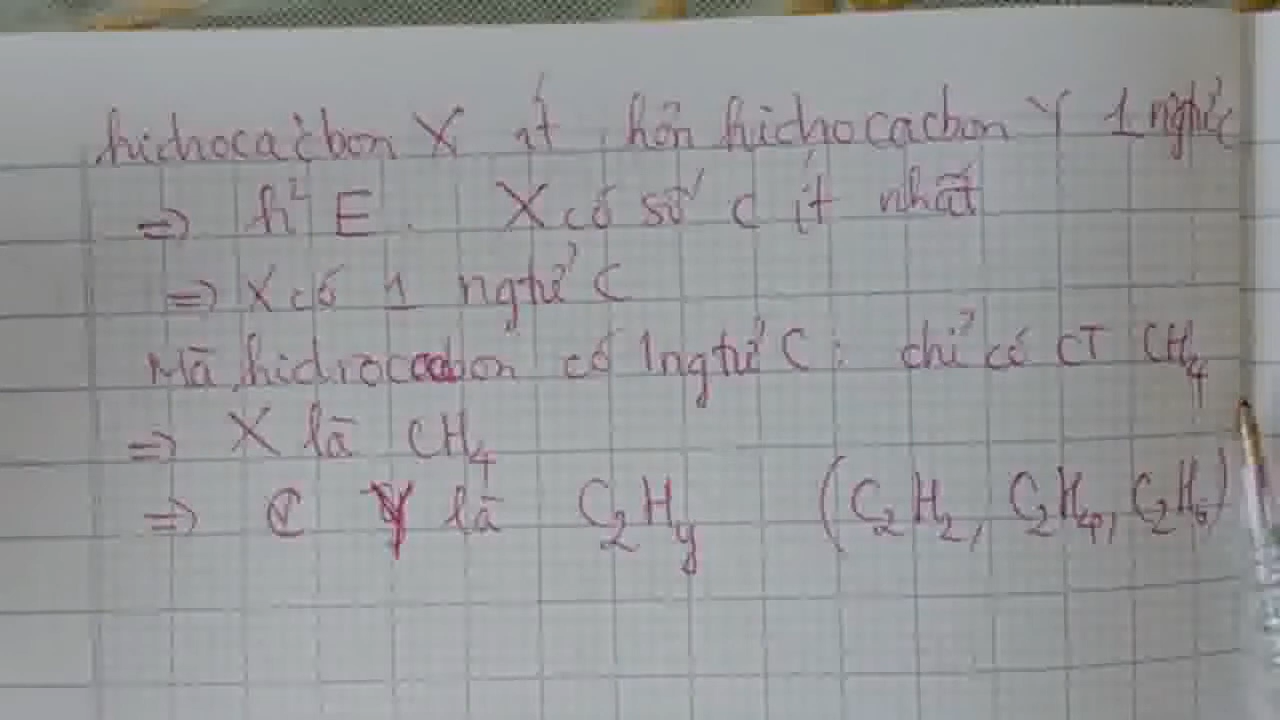 hidrocacbon X ít hơn hidrocacbon Y 1 ngtử C
=> h² E. X có số C ít nhất
=> X có 1 ngtử C
Mà hidrocacbon có 1 ngtử C : chỉ có CT CH₄
=> X là CH₄
=> C Y là C₂Hy (C₂H₂, C₂H₄, C₂H₆)